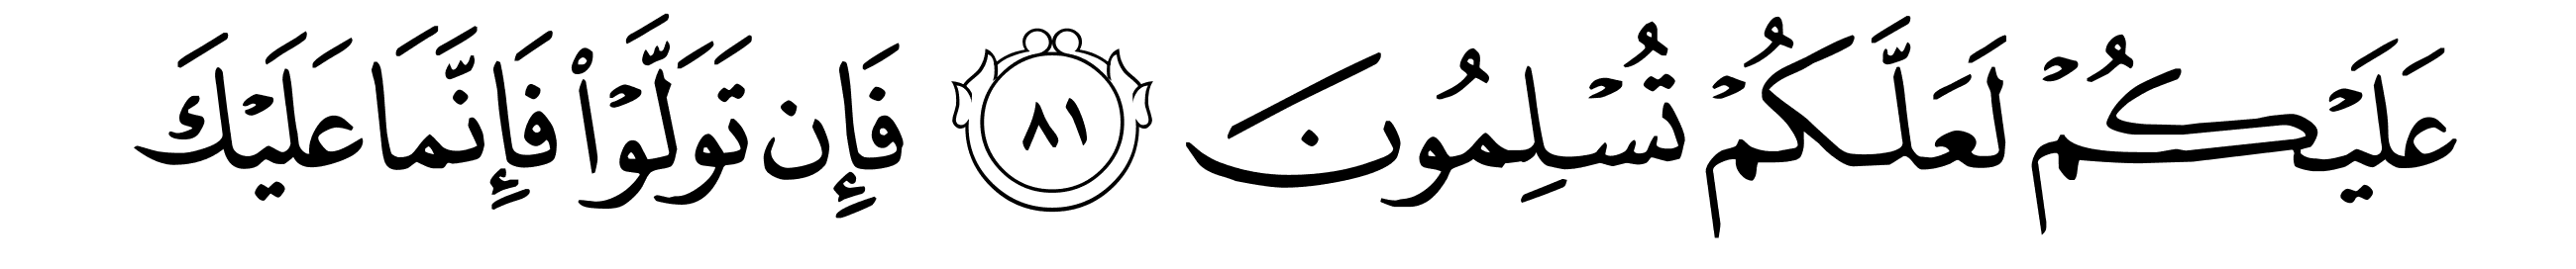 عَلَيْكُمْ لَعَلَّكُمْ تُسْلِمُونَ ٨١ فَإِن تَوَلَّوْا۟ فَإِنَّمَا عَلَيْكَ